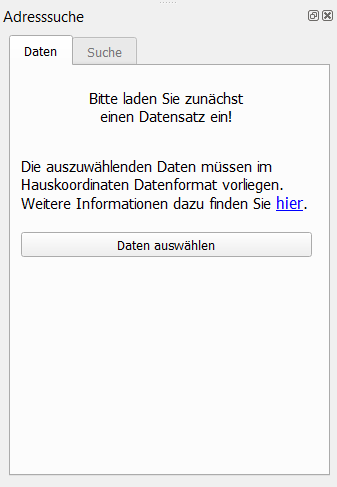 Adresssuche
Daten
Suche
Bitte laden Sie zunächst
einen Datensatz ein!
Die auszuwählenden Daten müssen im
Hauskoordinaten Datenformat vorliegen.
Weitere Informationen dazu finden Sie hier.
Daten auswählen